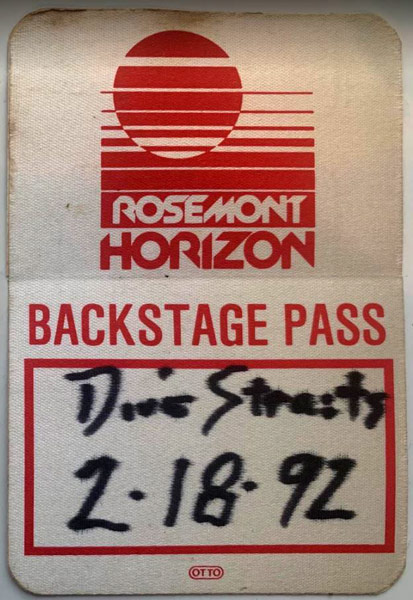 ROSEMONT
HORIZON
BACKSTAGE PASS
Dire Straits
2-18-92
OTTO